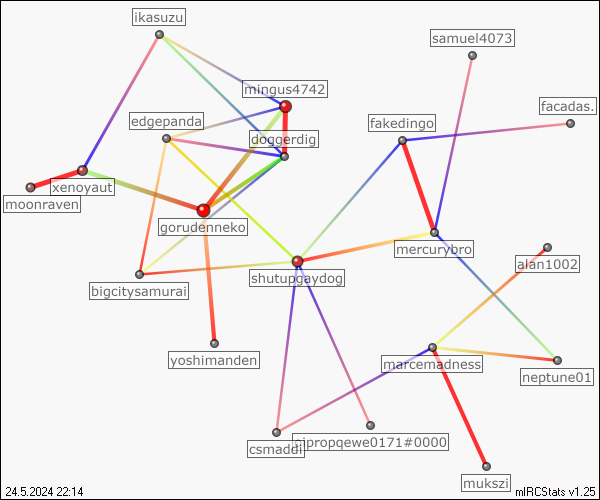 ikasuzu
samuel4073
mingus4742
facadas.
edgepanda
fakedingo
doggerdig
xenoyaut
moonraven
gorudenneko
mercurybro
alan1002
shutupgaydog
bigcitysamurai
yoshimanden
marcemadness
neptune01
csmaddi
jpropqewe0171#0000
mukszi
24.5.2024 22:14
mIRCStats v1.25